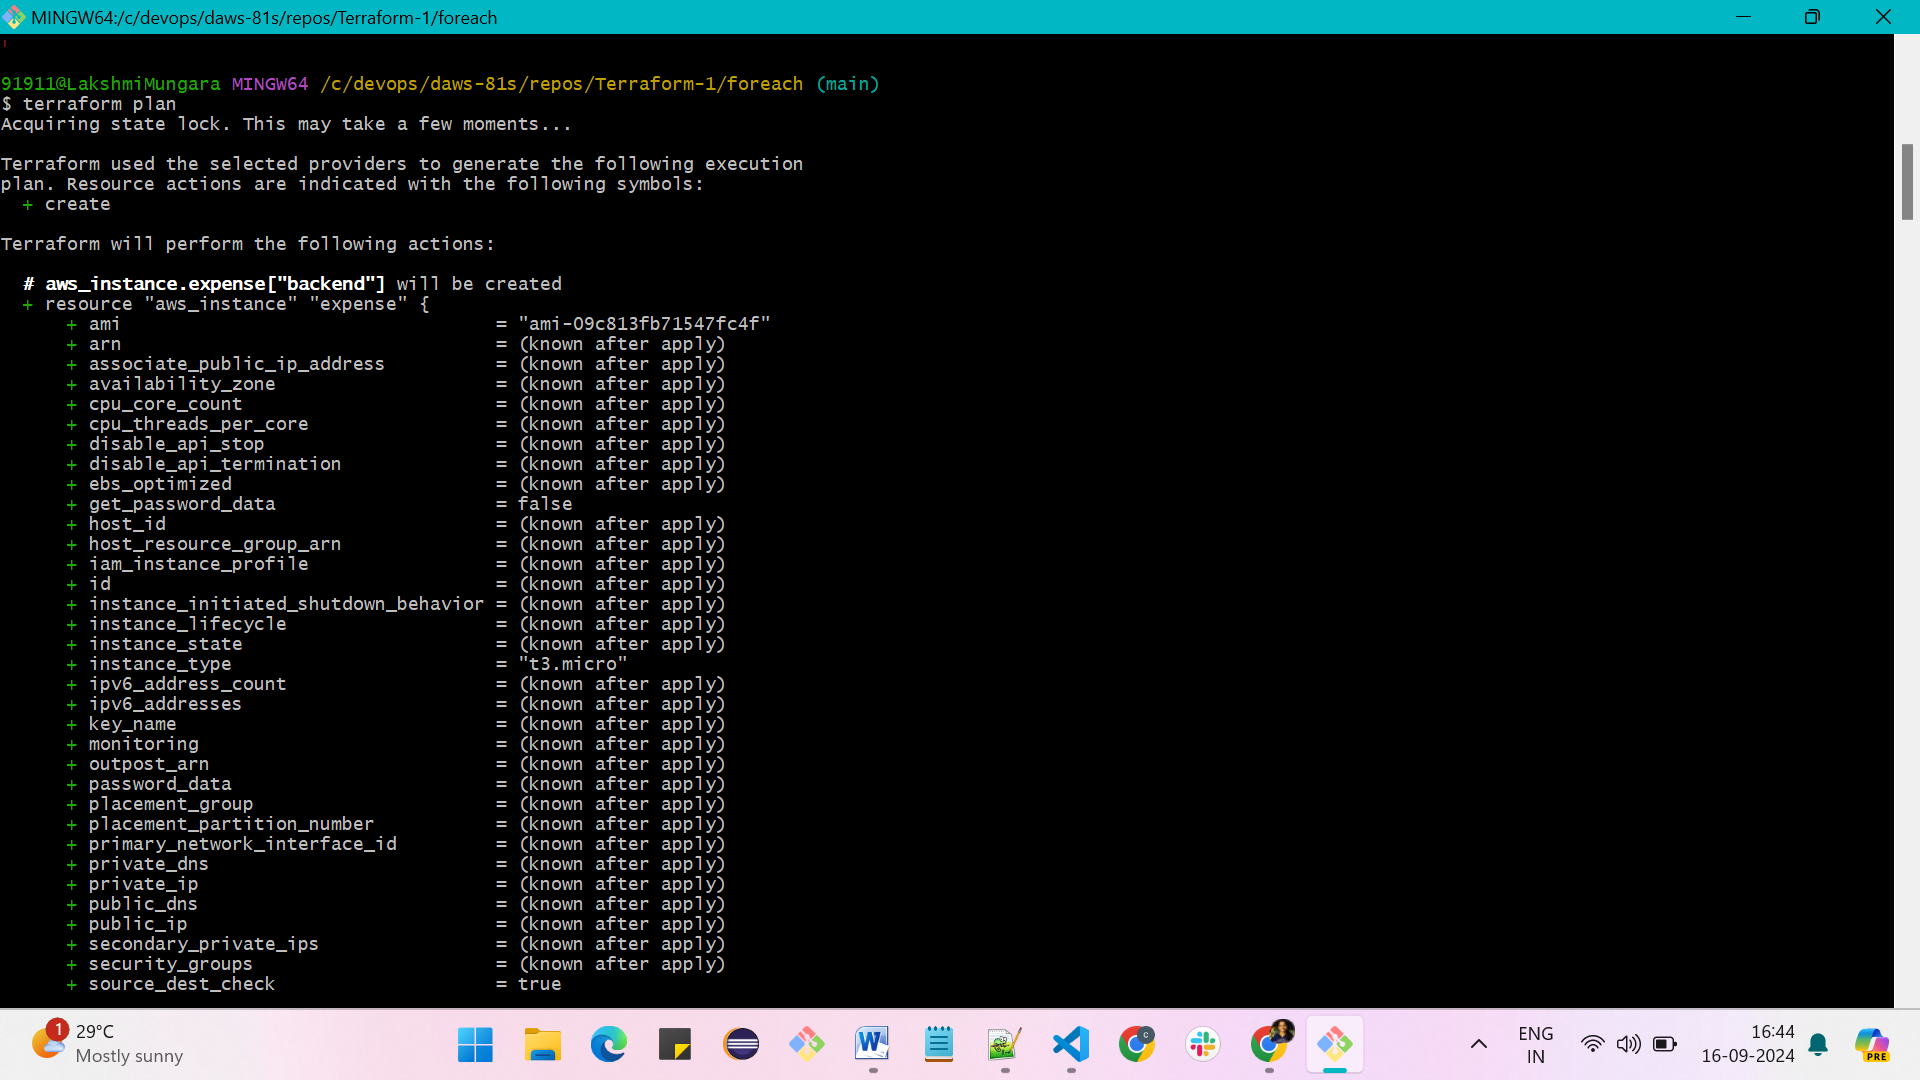 MINGW64:/c/devops/daws-81s/repos/Terraform-1/foreach
91911@LakshmiMungara MINGW64 /c/devops/daws-81s/repos/Terraform-1/foreach (main)
$ terraform plan
Acquiring state lock. This may take a few moments...
Terraform used the selected providers to generate the following execution
plan. Resource actions are indicated with the following symbols:
+ create
Terraform will perform the following actions:
# aws_instance.expense["backend"] will be created
+ resource "aws_instance" "expense" {
+ ami = "ami-09c813fb71547fc4f"
+ arn = (known after apply)
+ associate_public_ip_address = (known after apply)
+ availability_zone = (known after apply)
+ cpu_core_count = (known after apply)
+ cpu_threads_per_core = (known after apply)
+ disable_api_stop = (known after apply)
+ disable_api_termination = (known after apply)
+ ebs_optimized = (known after apply)
+ get_password_data = false
+ host_id = (known after apply)
+ host_resource_group_arn = (known after apply)
+ iam_instance_profile = (known after apply)
+ id = (known after apply)
+ instance_initiated_shutdown_behavior = (known after apply)
+ instance_lifecycle = (known after apply)
+ instance_state = (known after apply)
+ instance_type = "t3.micro"
+ ipv6_address_count = (known after apply)
+ ipv6_addresses = (known after apply)
+ key_name = (known after apply)
+ monitoring = (known after apply)
+ outpost_arn = (known after apply)
+ password_data = (known after apply)
+ placement_group = (known after apply)
+ placement_partition_number = (known after apply)
+ primary_network_interface_id = (known after apply)
+ private_dns = (known after apply)
+ private_ip = (known after apply)
+ public_dns = (known after apply)
+ public_ip = (known after apply)
+ secondary_private_ips = (known after apply)
+ security_groups = (known after apply)
+ source_dest_check = true
1
29°C
Mostly sunny
W
C
ENG
IN
16:44
16-09-2024
PRE